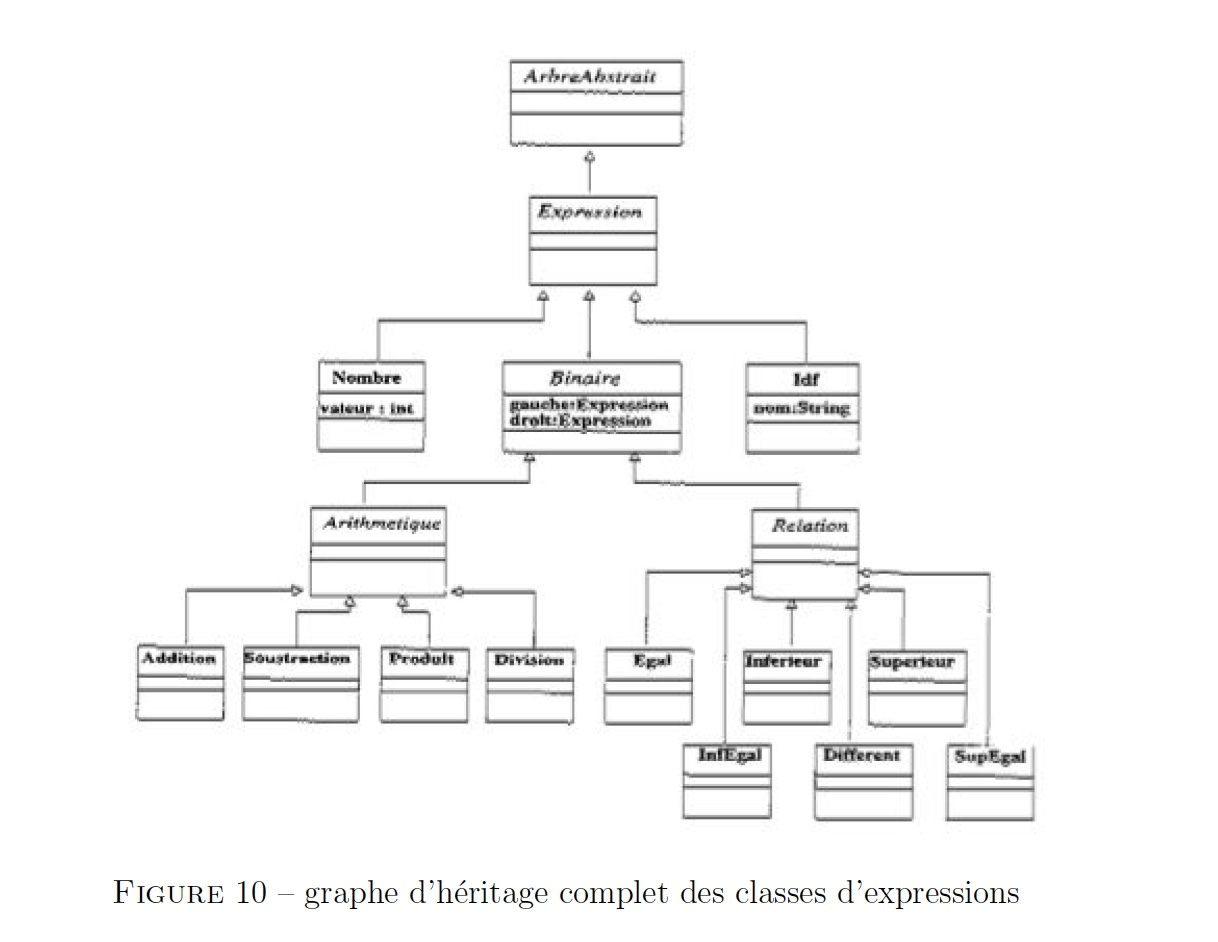 ArbreAbstrait
Expression
Nombre
valeur : int
Binaire
gauche:Expression
droit:Expression
Idf
nom:String
Arithmetique
Relation
Addition
Soustraction
Produit
Division
Egal
Inferieur
Superieur
InfEgal
Different
SupEgal
FIGURE 10 – graphe d'héritage complet des classes d'expressions